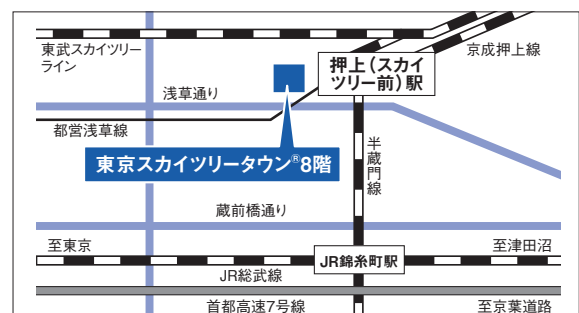 東武スカイツリー
ライン
京成押上線
押上（スカイ
ツリー前）駅
浅草通り
都営浅草線
東京スカイツリータウン®8階
半蔵門線
蔵前橋通り
至東京
JR錦糸町駅
至津田沼
JR総武線
首都高速7号線
至京葉道路